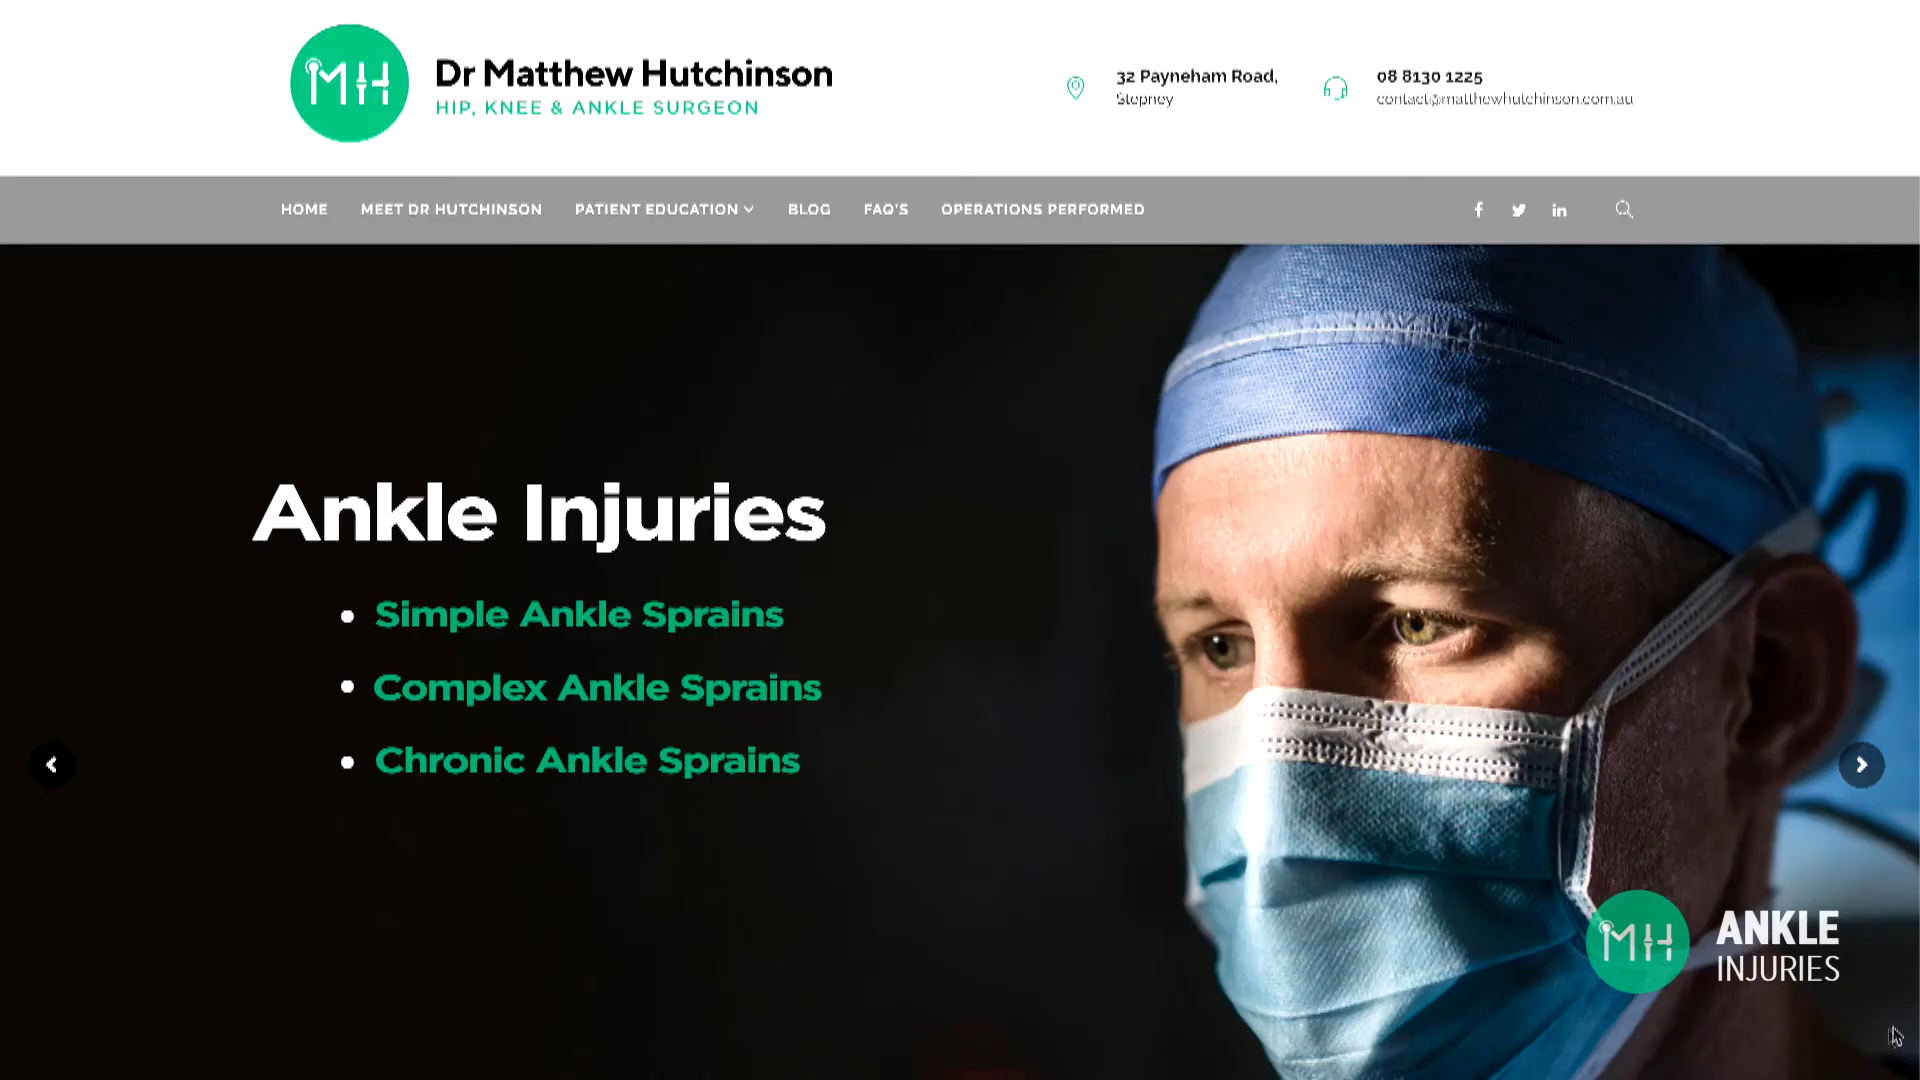 MH
Dr Matthew Hutchinson
HIP, KNEE & ANKLE SURGEON
32 Payneham Road,
Stepney
08 8130 1225
contact@matthewhutchinson.com.au
HOME MEET DR HUTCHINSON PATIENT EDUCATION BLOG FAQ'S OPERATIONS PERFORMED
Ankle Injuries
• Simple Ankle Sprains
• Complex Ankle Sprains
• Chronic Ankle Sprains
MH
ANKLE
INJURIES